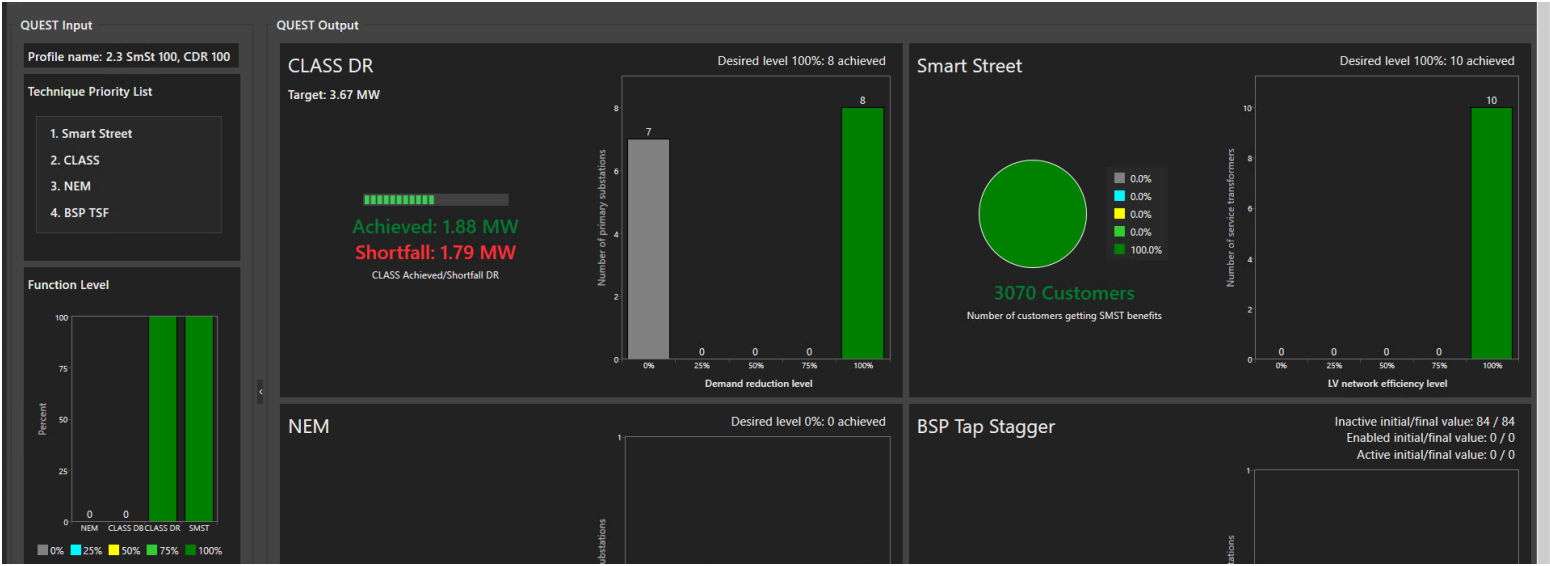 QUEST Input
Profile name: 2.3 SmSt 100, CDR 100
Technique Priority List
1. Smart Street
2. CLASS
3. NEM
4. BSP TSF
Function Level
100
75
50
25
0
Percent
0
0
NEM
CLASS DB
CLASS DR
SMST
0%
25%
50%
75%
100%
QUEST Output
CLASS DR
Target: 3.67 MW
Achieved: 1.88 MW
Shortfall: 1.79 MW
CLASS Achieved/Shortfall DR
Desired level 100%: 8 achieved
Number of primary substations
8
6
4
2
0
7
0
0
0
8
0%
25%
50%
75%
100%
Demand reduction level
Smart Street
3070 Customers
Number of customers getting SMST benefits
0.0%
0.0%
0.0%
0.0%
100.0%
Desired level 100%: 10 achieved
Number of service transformers
10
8
6
4
2
0
0
0
0
0
10
0%
25%
50%
75%
100%
LV network efficiency level
NEM
Desired level 0%: 0 achieved
1
BSP Tap Stagger
Inactive initial/final value: 84 / 84
Enabled initial/final value: 0 / 0
Active initial/final value: 0 / 0
1